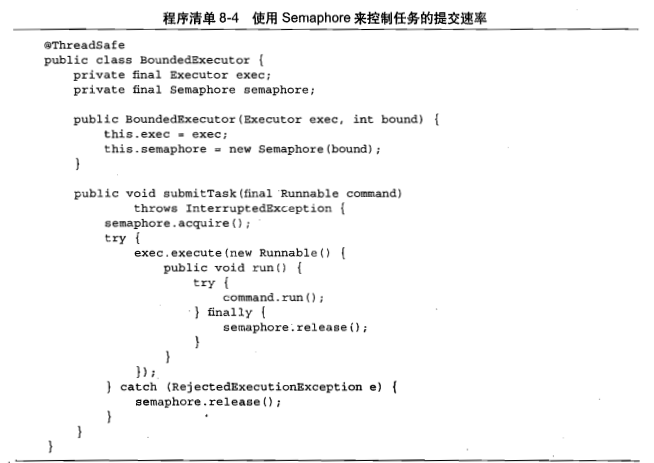 程序清单 8-4 使用 Semaphore 来控制任务的提交速率
@ThreadSafe
public class BoundedExecutor {
    private final Executor exec;
    private final Semaphore semaphore;

    public BoundedExecutor(Executor exec, int bound) {
        this.exec = exec;
        this.semaphore = new Semaphore(bound);
    }

    public void submitTask(final Runnable command)
            throws InterruptedException {
        semaphore.acquire();
        try {
            exec.execute(new Runnable() {
                public void run() {
                    try {
                        command.run();
                    } finally {
                        semaphore.release();
                    }
                }
            });
        } catch (RejectedExecutionException e) {
            semaphore.release();
        }
    }
}